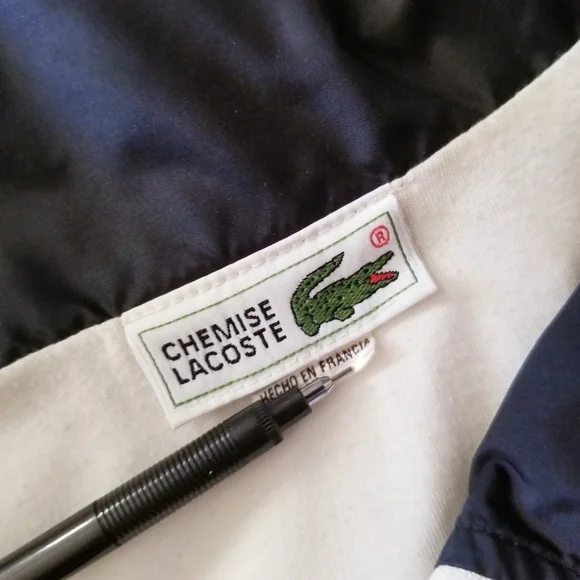 CHEMISE
LACOSTE
®
HECHO EN FRANCIA